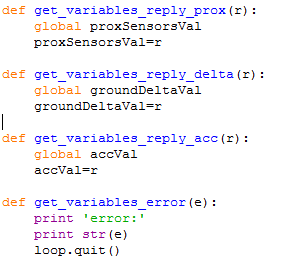 def get_variables_reply_prox(r):
    global proxSensorsVal
    proxSensorsVal=r
def get_variables_reply_delta(r):
    global groundDeltaVal
    groundDeltaVal=r
def get_variables_reply_acc(r):
    global accVal
    accVal=r
def get_variables_error(e):
    print 'error:'
    print str(e)
    loop.quit()